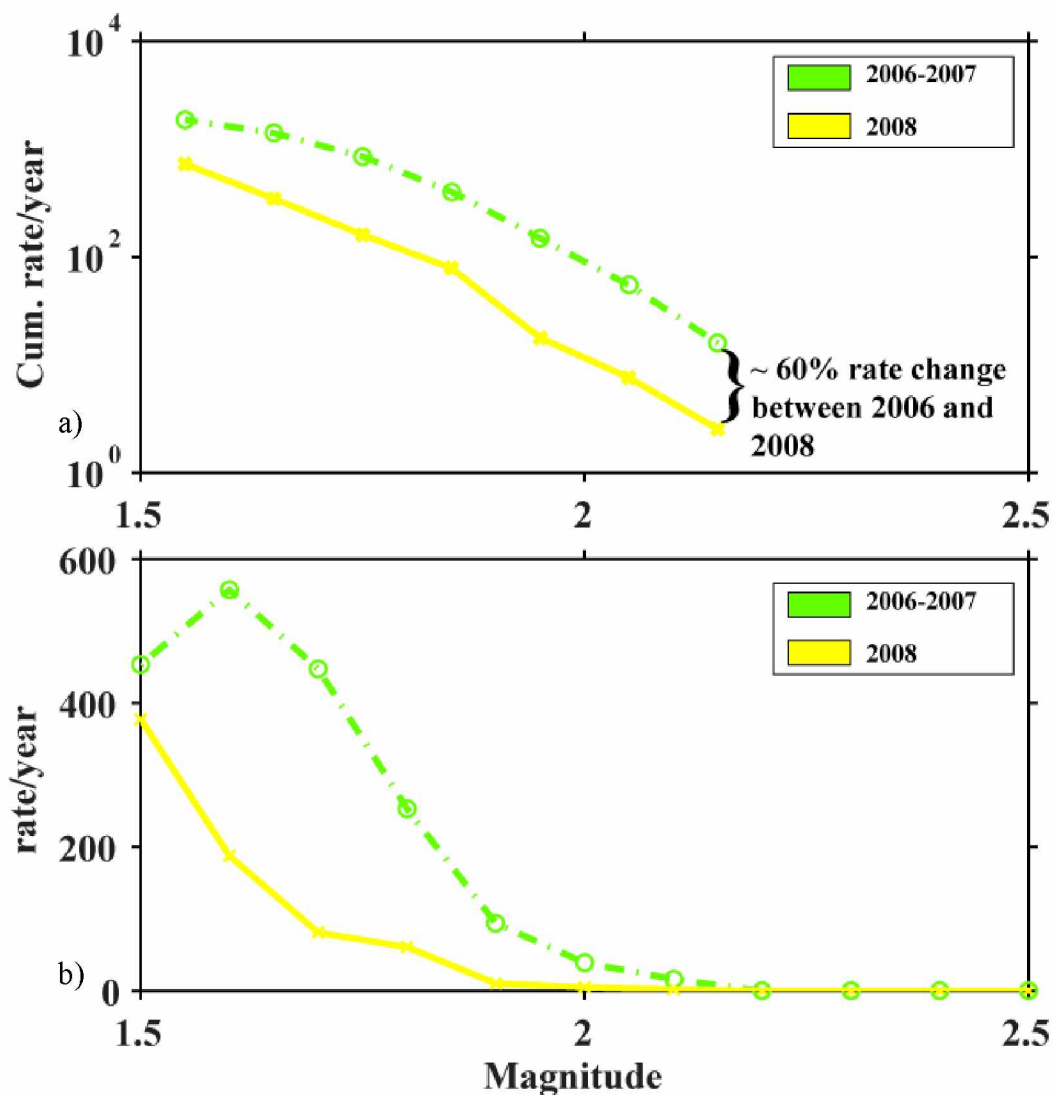 10^4
2006-2007
2008
10^2
Cum. rate/year
~ 60% rate change
between 2006 and
2008
a)
10^0
1.5
2
2.5
600
2006-2007
2008
400
rate/year
200
b)
0
1.5
2
2.5
Magnitude